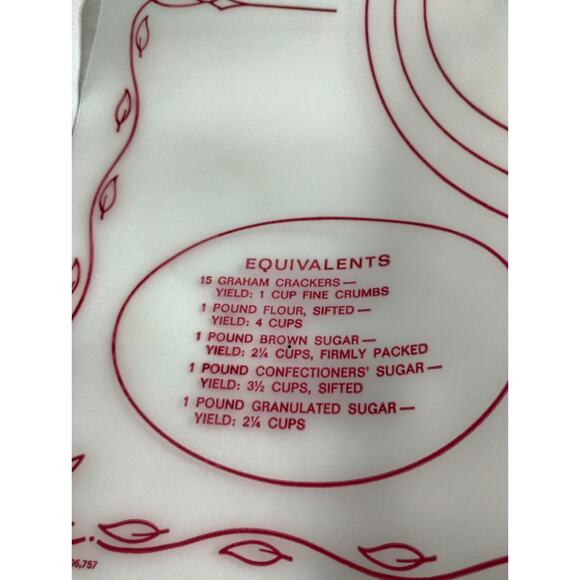 EQUIVALENTS
15 GRAHAM CRACKERS—
YIELD: 1 CUP FINE CRUMBS
1 POUND FLOUR, SIFTED—
YIELD: 4 CUPS
1 POUND BROWN SUGAR—
YIELD: 2¼ CUPS, FIRMLY PACKED
1 POUND CONFECTIONERS' SUGAR—
YIELD: 3½ CUPS, SIFTED
1 POUND GRANULATED SUGAR—
YIELD: 2¼ CUPS